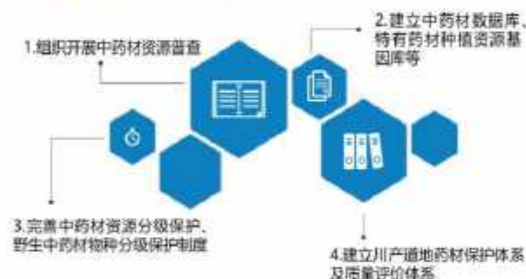 1.组织开展中药材资源普查
2.建立中药材数据库、
特有药材种植资源基
因库等
3.完善中药材资源分级保护、
野生中药材物种分级保护制度
4.建立川产道地药材保护体系
及质量评价体系